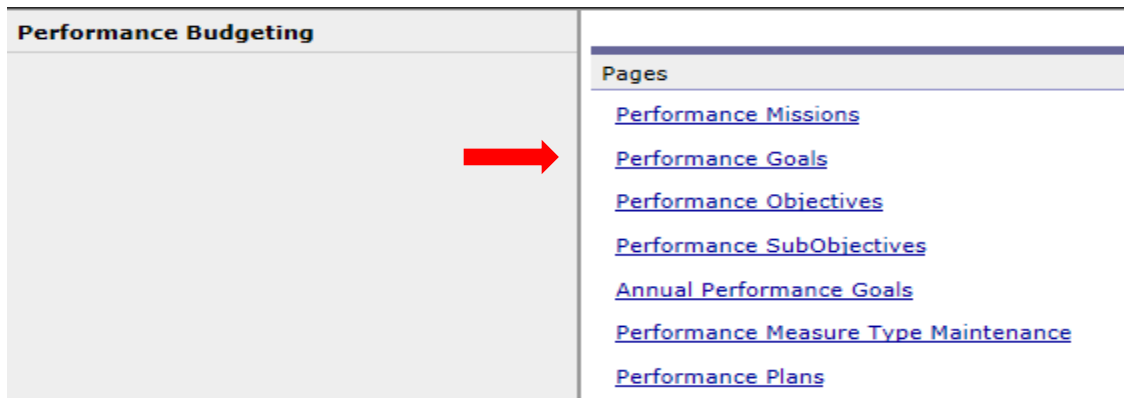 Performance Budgeting
Pages
Performance Missions
Performance Goals
Performance Objectives
Performance SubObjectives
Annual Performance Goals
Performance Measure Type Maintenance
Performance Plans